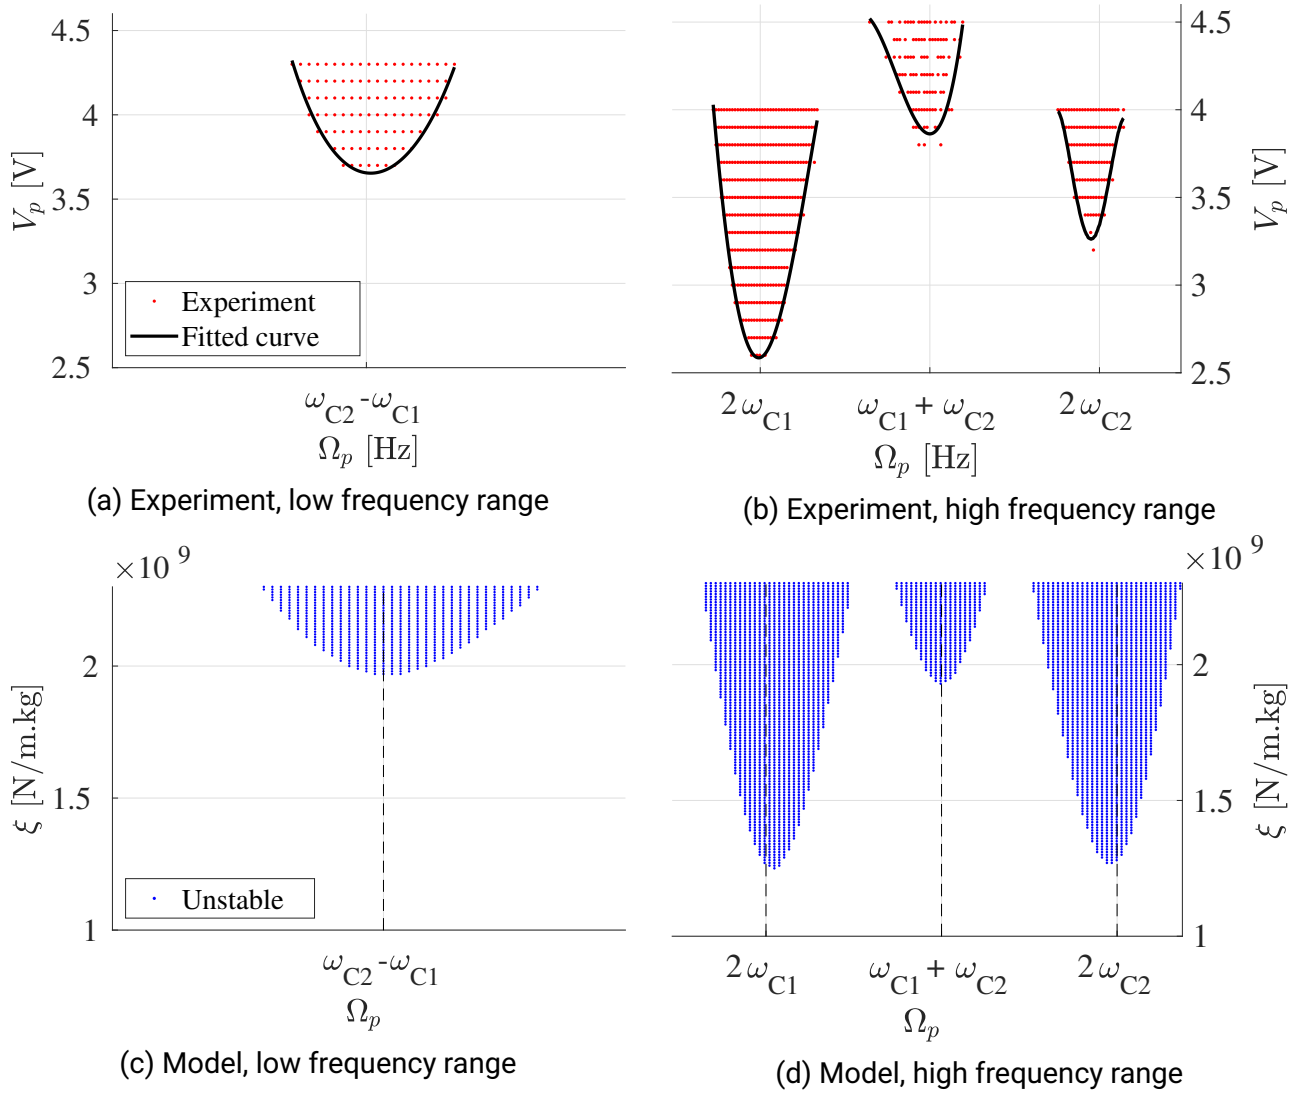 4.5
4
3.5
3
2.5
V_p [V]
Experiment
Fitted curve
ω_C2 - ω_C1
Ω_p [Hz]
(a) Experiment, low frequency range
4.5
4
3.5
3
2.5
V_p [V]
2ω_C1
ω_C1 + ω_C2
2ω_C2
Ω_p [Hz]
(b) Experiment, high frequency range
×10^9
2
1.5
1
ξ [N/m.kg]
Unstable
ω_C2 - ω_C1
Ω_p
(c) Model, low frequency range
×10^9
2
1.5
1
ξ [N/m.kg]
2ω_C1
ω_C1 + ω_C2
2ω_C2
Ω_p
(d) Model, high frequency range